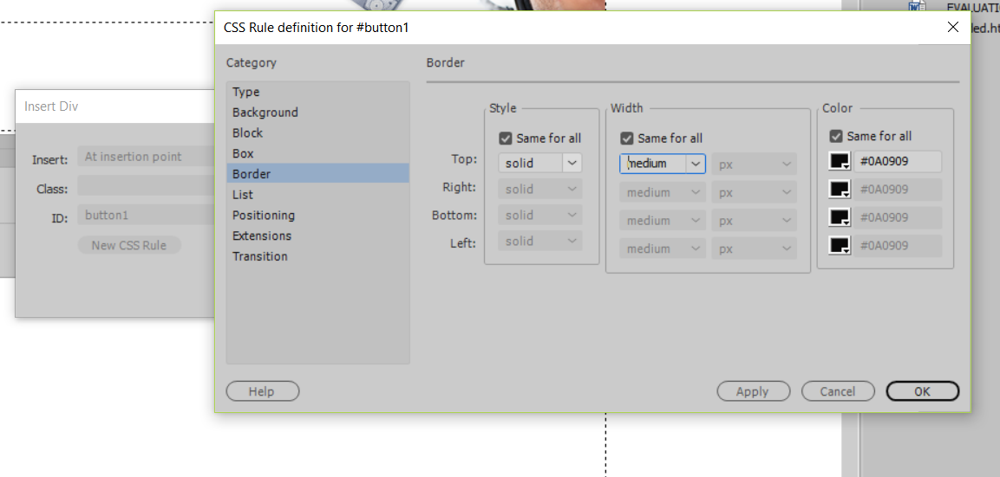 EVALUATI
led.ht
CSS Rule definition for #button1
Category
Type
Background
Block
Box
Border
List
Positioning
Extensions
Transition
Border
Style
Width
Color
Same for all
Same for all
Same for all
Top:
solid
medium
px
#0A0909
Right:
solid
medium
px
#0A0909
Bottom:
solid
medium
px
#0A0909
Left:
solid
medium
px
#0A0909
Help
Apply
Cancel
OK
Insert Div
Insert:
At insertion point
Class:
ID:
button1
New CSS Rule